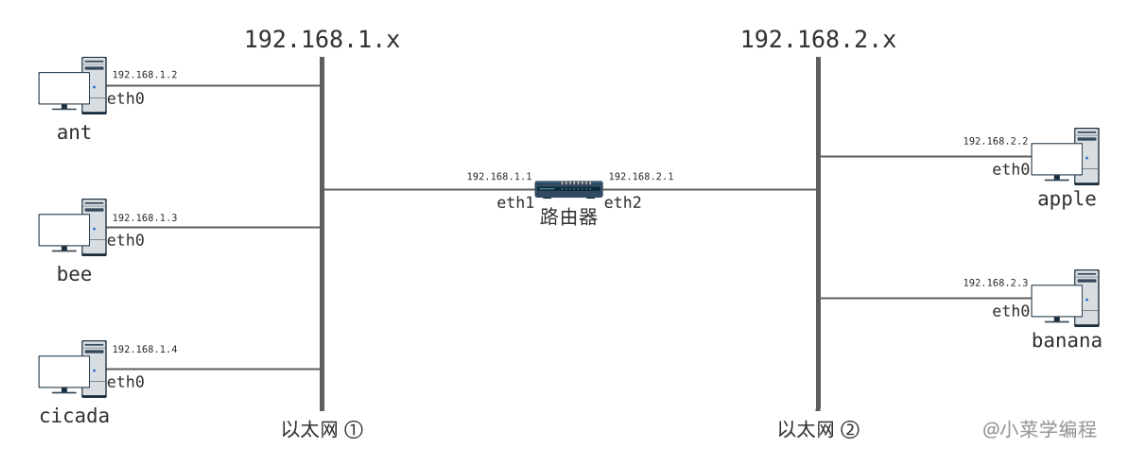 192.168.1.x
192.168.2.x
192.168.1.2
eth0
ant
192.168.1.3
eth0
bee
192.168.1.4
eth0
cicada
以太网 ①
192.168.1.1
eth1
路由器
192.168.2.1
eth2
192.168.2.2
eth0
apple
192.168.2.3
eth0
banana
以太网 ②
@小菜学编程